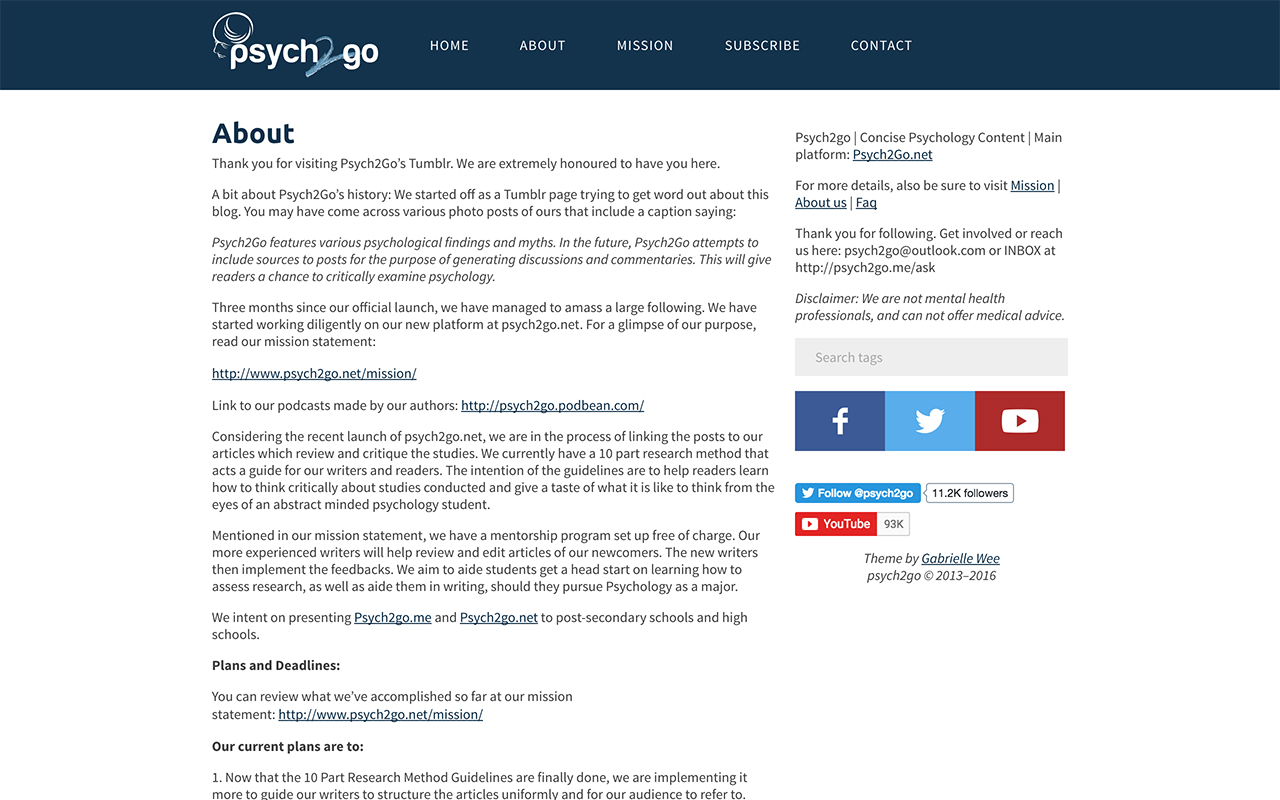 psych2go
HOME ABOUT MISSION SUBSCRIBE CONTACT
About
Thank you for visiting Psych2Go’s Tumblr. We are extremely honoured to have you here.
A bit about Psych2Go’s history: We started off as a Tumblr page trying to get word out about this
blog. You may have come across various photo posts of ours that include a caption saying:
Psych2Go features various psychological findings and myths. In the future, Psych2Go attempts to
include sources to posts for the purpose of generating discussions and commentaries. This will give
readers a chance to critically examine psychology.
Three months since our official launch, we have managed to amass a large following. We have
started working diligently on our new platform at psych2go.net. For a glimpse of our purpose,
read our mission statement:
http://www.psych2go.net/mission/
Link to our podcasts made by our authors: http://psych2go.podbean.com/
Considering the recent launch of psych2go.net, we are in the process of linking the posts to our
articles which review and critique the studies. We currently have a 10 part research method that
acts a guide for our writers and readers. The intention of the guidelines are to help readers learn
how to think critically about studies conducted and give a taste of what it is like to think from the
eyes of an abstract minded psychology student.
Mentioned in our mission statement, we have a mentorship program set up free of charge. Our
more experienced writers will help review and edit articles of our newcomers. The new writers
then implement the feedbacks. We aim to aide students get a head start on learning how to
assess research, as well as aide them in writing, should they pursue Psychology as a major.
We intent on presenting Psych2go.me and Psych2go.net to post-secondary schools and high
schools.
Plans and Deadlines:
You can review what we’ve accomplished so far at our mission
statement: http://www.psych2go.net/mission/
Our current plans are to:
1. Now that the 10 Part Research Method Guidelines are finally done, we are implementing it
more to guide our writers to structure the articles uniformly and for our audience to refer to.
Psych2go | Concise Psychology Content | Main
platform: Psych2Go.net
For more details, also be sure to visit Mission |
About us | Faq
Thank you for following. Get involved or reach
us here: psych2go@outlook.com or INBOX at
http://psych2go.me/ask
Disclaimer: We are not mental health
professionals, and can not offer medical advice.
Search tags
Follow @psych2go 11.2K followers
YouTube 93K
Theme by Gabrielle Wee
psych2go © 2013–2016